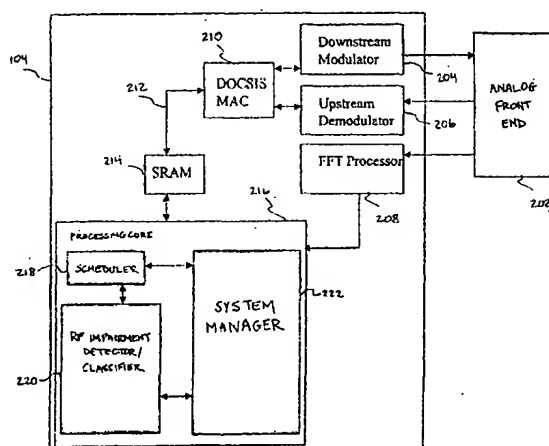 104
210
212
DOCSIS
MAC
Downstream
Modulator
204
Upstream
Demodulator
206
ANALOG
FRONT
END
202
214
SRAM
FFT Processor
208
216
PROCESSING CORE
218
SCHEDULER
SYSTEM
MANAGER
222
220
RF IMPAIRMENT
DETECTOR/
CLASSIFIER